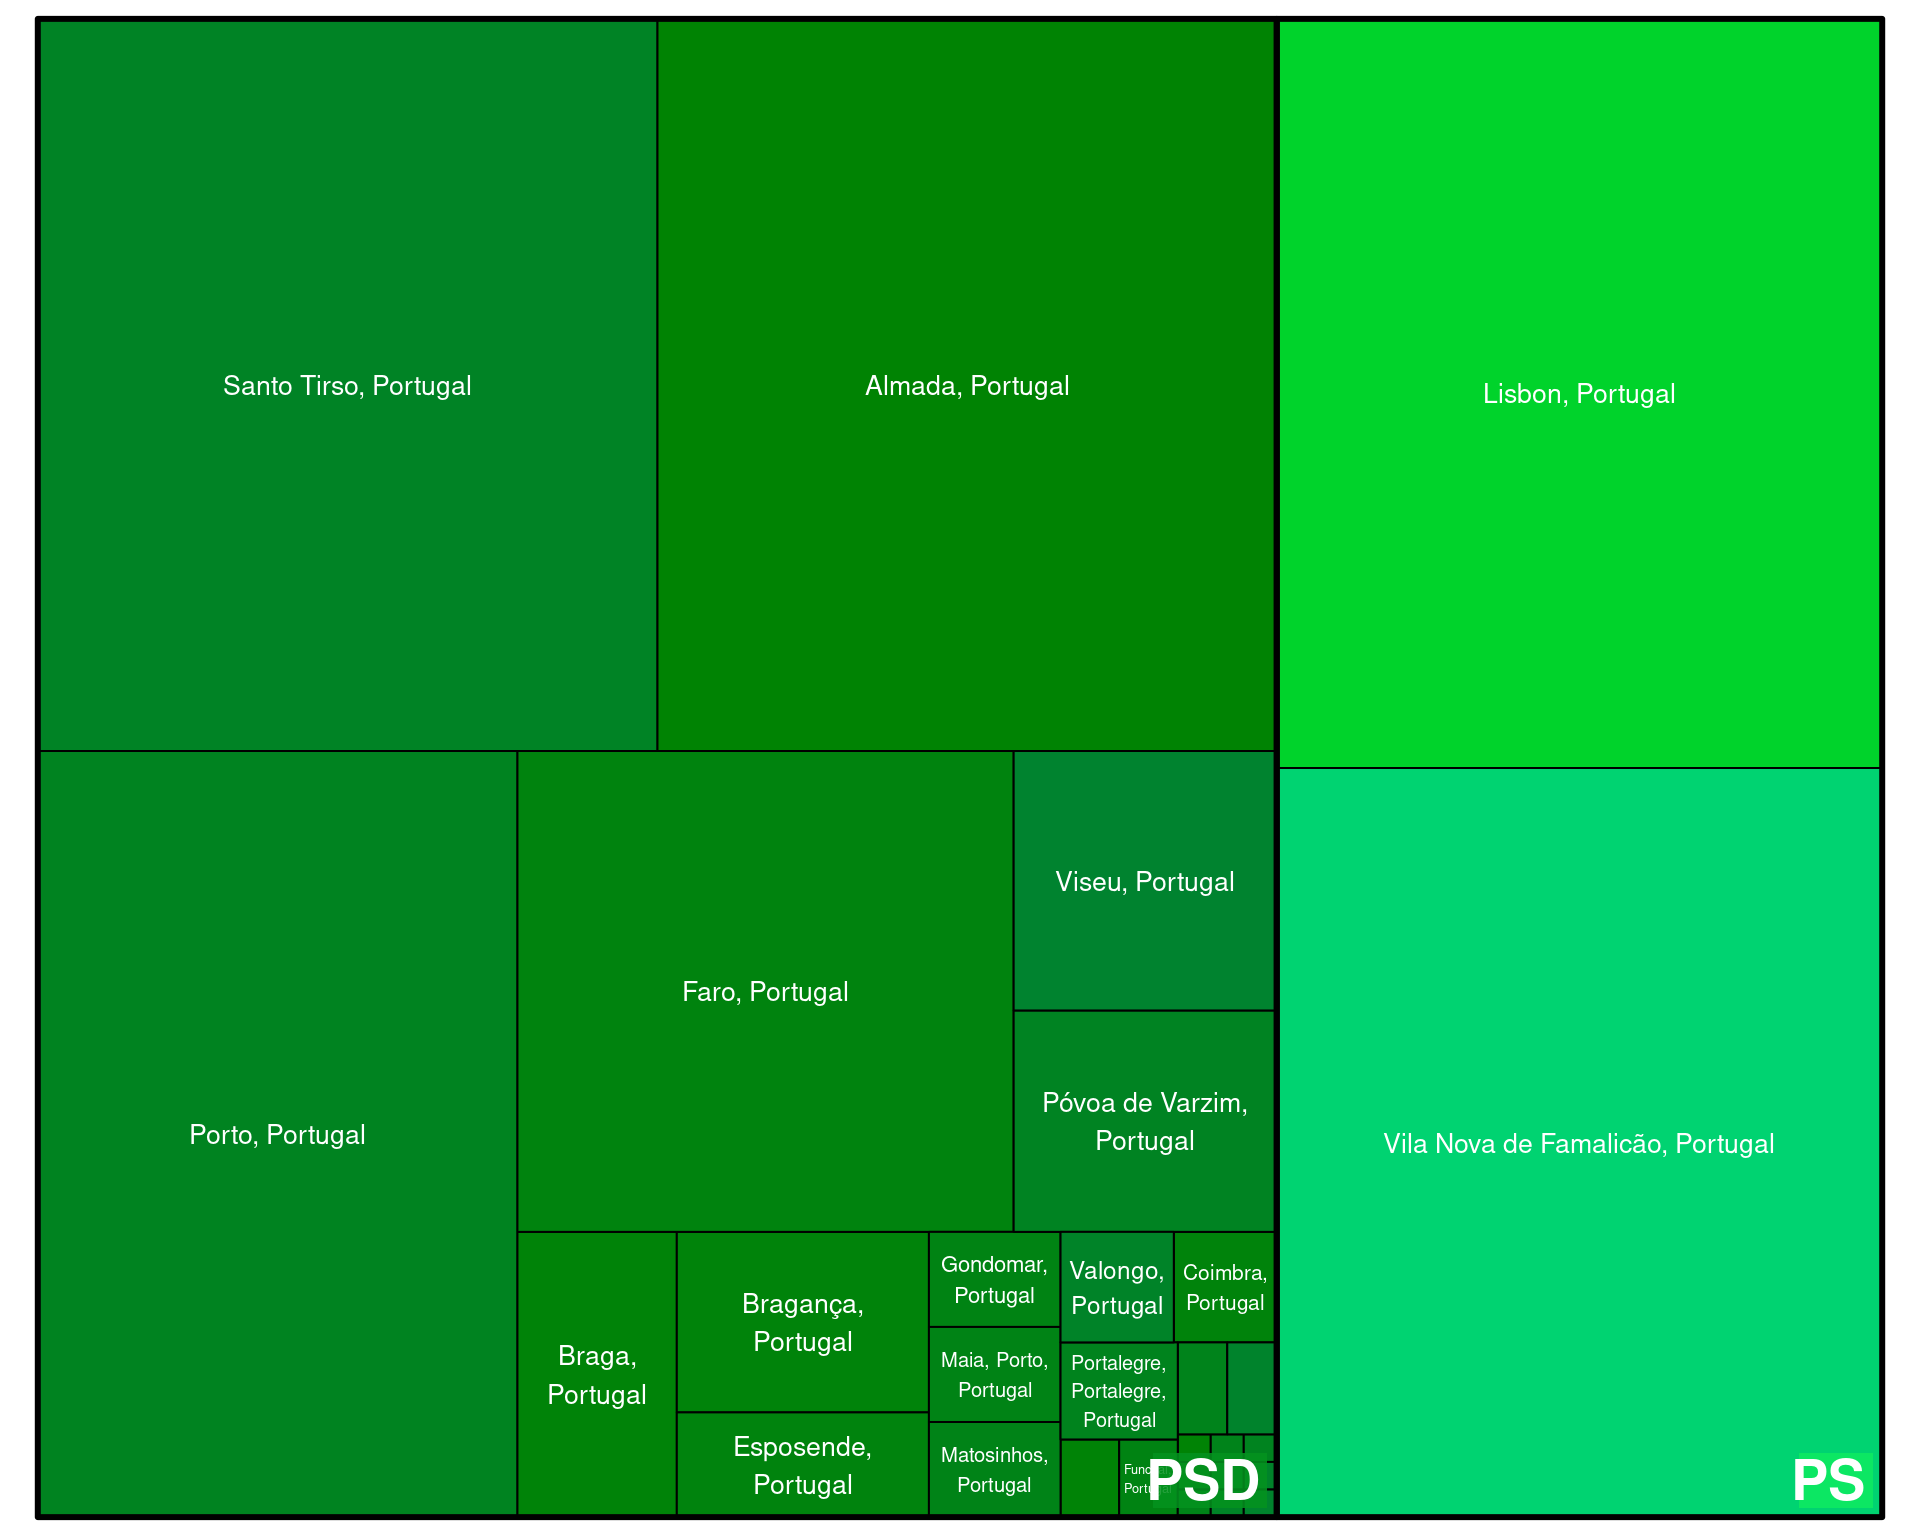 Santo Tirso, Portugal
Almada, Portugal
Lisbon, Portugal
Porto, Portugal
Faro, Portugal
Viseu, Portugal
Póvoa de Varzim,
Portugal
Vila Nova de Famalicão, Portugal
Braga,
Portugal
Bragança,
Portugal
Esposende,
Portugal
Gondomar,
Portugal
Maia, Porto,
Portugal
Matosinhos,
Portugal
Valongo,
Portugal
Coimbra,
Portugal
Portalegre,
Portalegre,
Portugal
PSD
PS